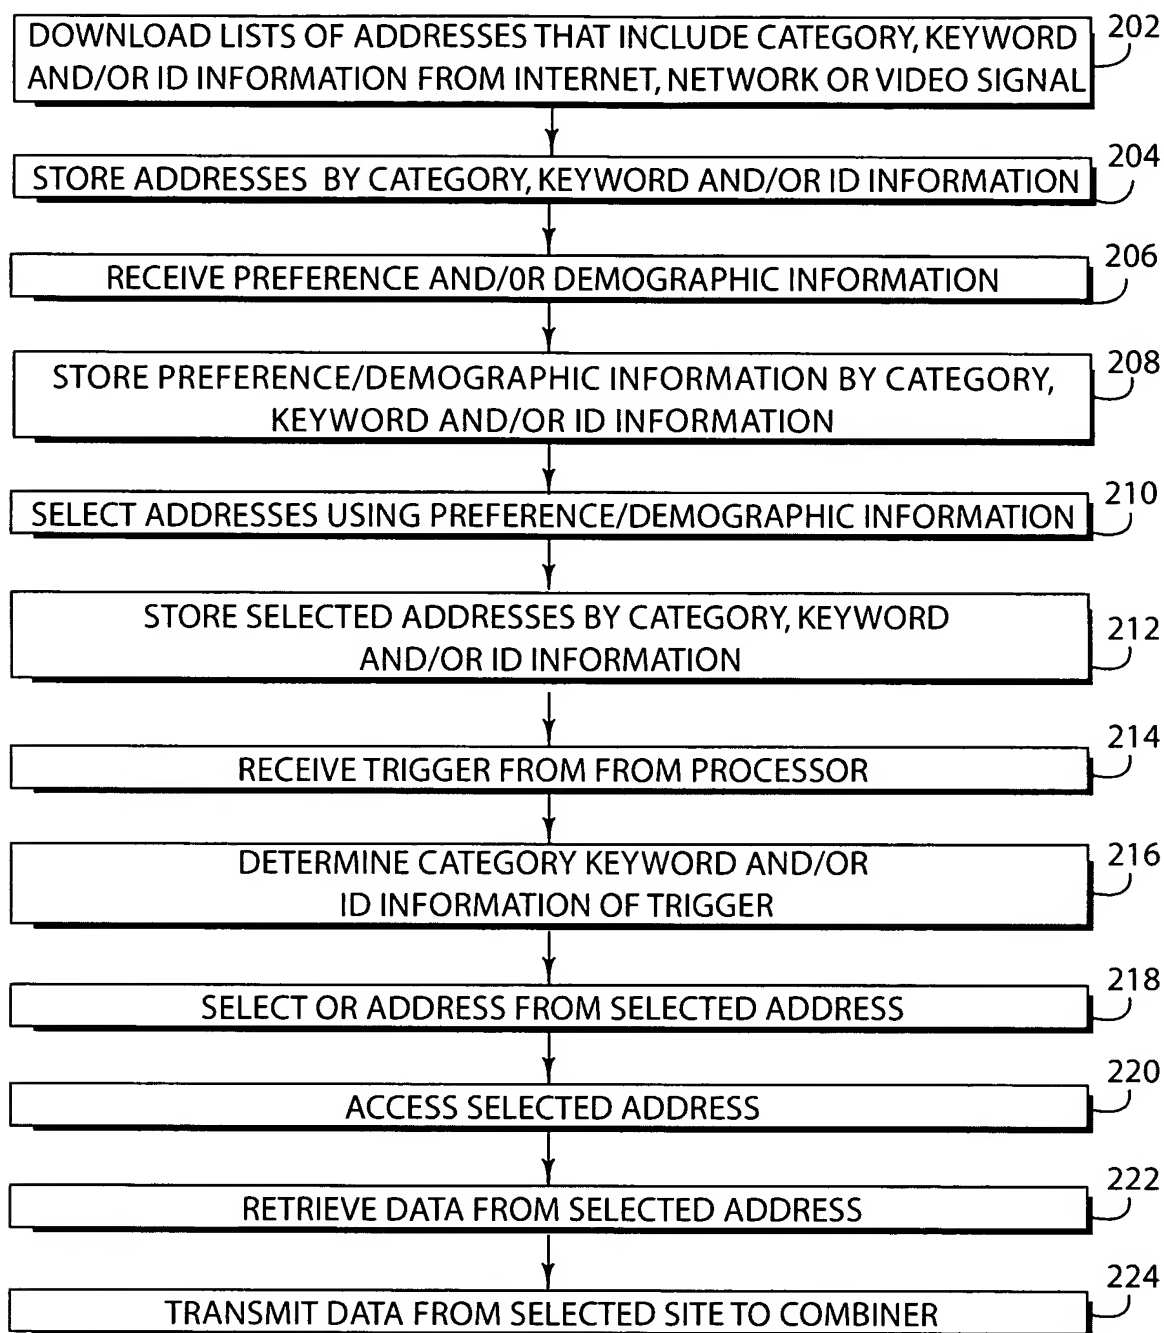 DOWNLOAD LISTS OF ADDRESSES THAT INCLUDE CATEGORY, KEYWORD
AND/OR ID INFORMATION FROM INTERNET, NETWORK OR VIDEO SIGNAL
202
STORE ADDRESSES BY CATEGORY, KEYWORD AND/OR ID INFORMATION
204
RECEIVE PREFERENCE AND/0R DEMOGRAPHIC INFORMATION
206
STORE PREFERENCE/DEMOGRAPHIC INFORMATION BY CATEGORY,
KEYWORD AND/OR ID INFORMATION
208
SELECT ADDRESSES USING PREFERENCE/DEMOGRAPHIC INFORMATION
210
STORE SELECTED ADDRESSES BY CATEGORY, KEYWORD
AND/OR ID INFORMATION
212
RECEIVE TRIGGER FROM FROM PROCESSOR
214
DETERMINE CATEGORY KEYWORD AND/OR
ID INFORMATION OF TRIGGER
216
SELECT OR ADDRESS FROM SELECTED ADDRESS
218
ACCESS SELECTED ADDRESS
220
RETRIEVE DATA FROM SELECTED ADDRESS
222
TRANSMIT DATA FROM SELECTED SITE TO COMBINER
224